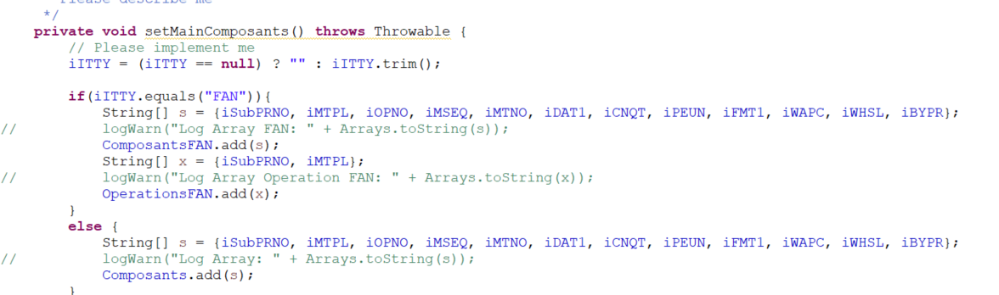 Please describe me
*/
private void setMainComposants() throws Throwable {
// Please implement me
iITTY = (iITTY == null) ? "" : iITTY.trim();
if(iITTY.equals("FAN")){
String[] s = {iSubPRNO, iMTPL, iOPNO, iMSEQ, iMTNO, iDAT1, iCNQT, iPEUN, iFMT1, iWAPC, iWHSL, iBYPR};
// logWarn("Log Array FAN: " + Arrays.toString(s));
ComposantsFAN.add(s);
String[] x = {iSubPRNO, iMTPL};
// logWarn("Log Array Operation FAN: " + Arrays.toString(x));
OperationsFAN.add(x);
}
else {
String[] s = {iSubPRNO, iMTPL, iOPNO, iMSEQ, iMTNO, iDAT1, iCNQT, iPEUN, iFMT1, iWAPC, iWHSL, iBYPR};
// logWarn("Log Array: " + Arrays.toString(s));
Composants.add(s);
}